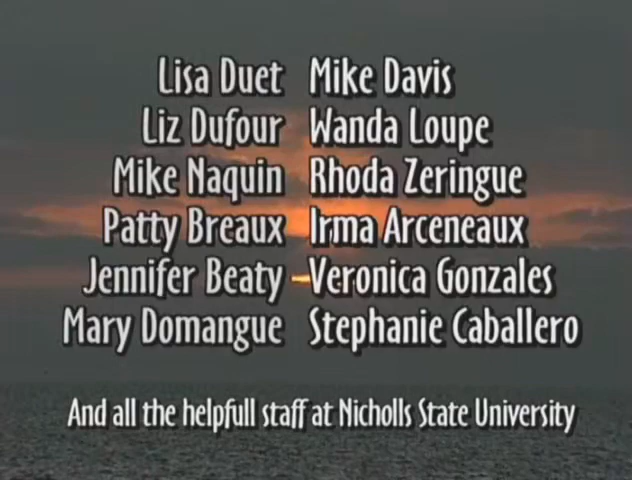 Lisa Duet Mike Davis
Liz Dufour Wanda Loupe
Mike Naquin Rhoda Zeringue
Patty Breaux Irma Arceneaux
Jennifer Beaty Veronica Gonzales
Mary Domangue Stephanie Caballero
And all the helpfull staff at Nicholls State University